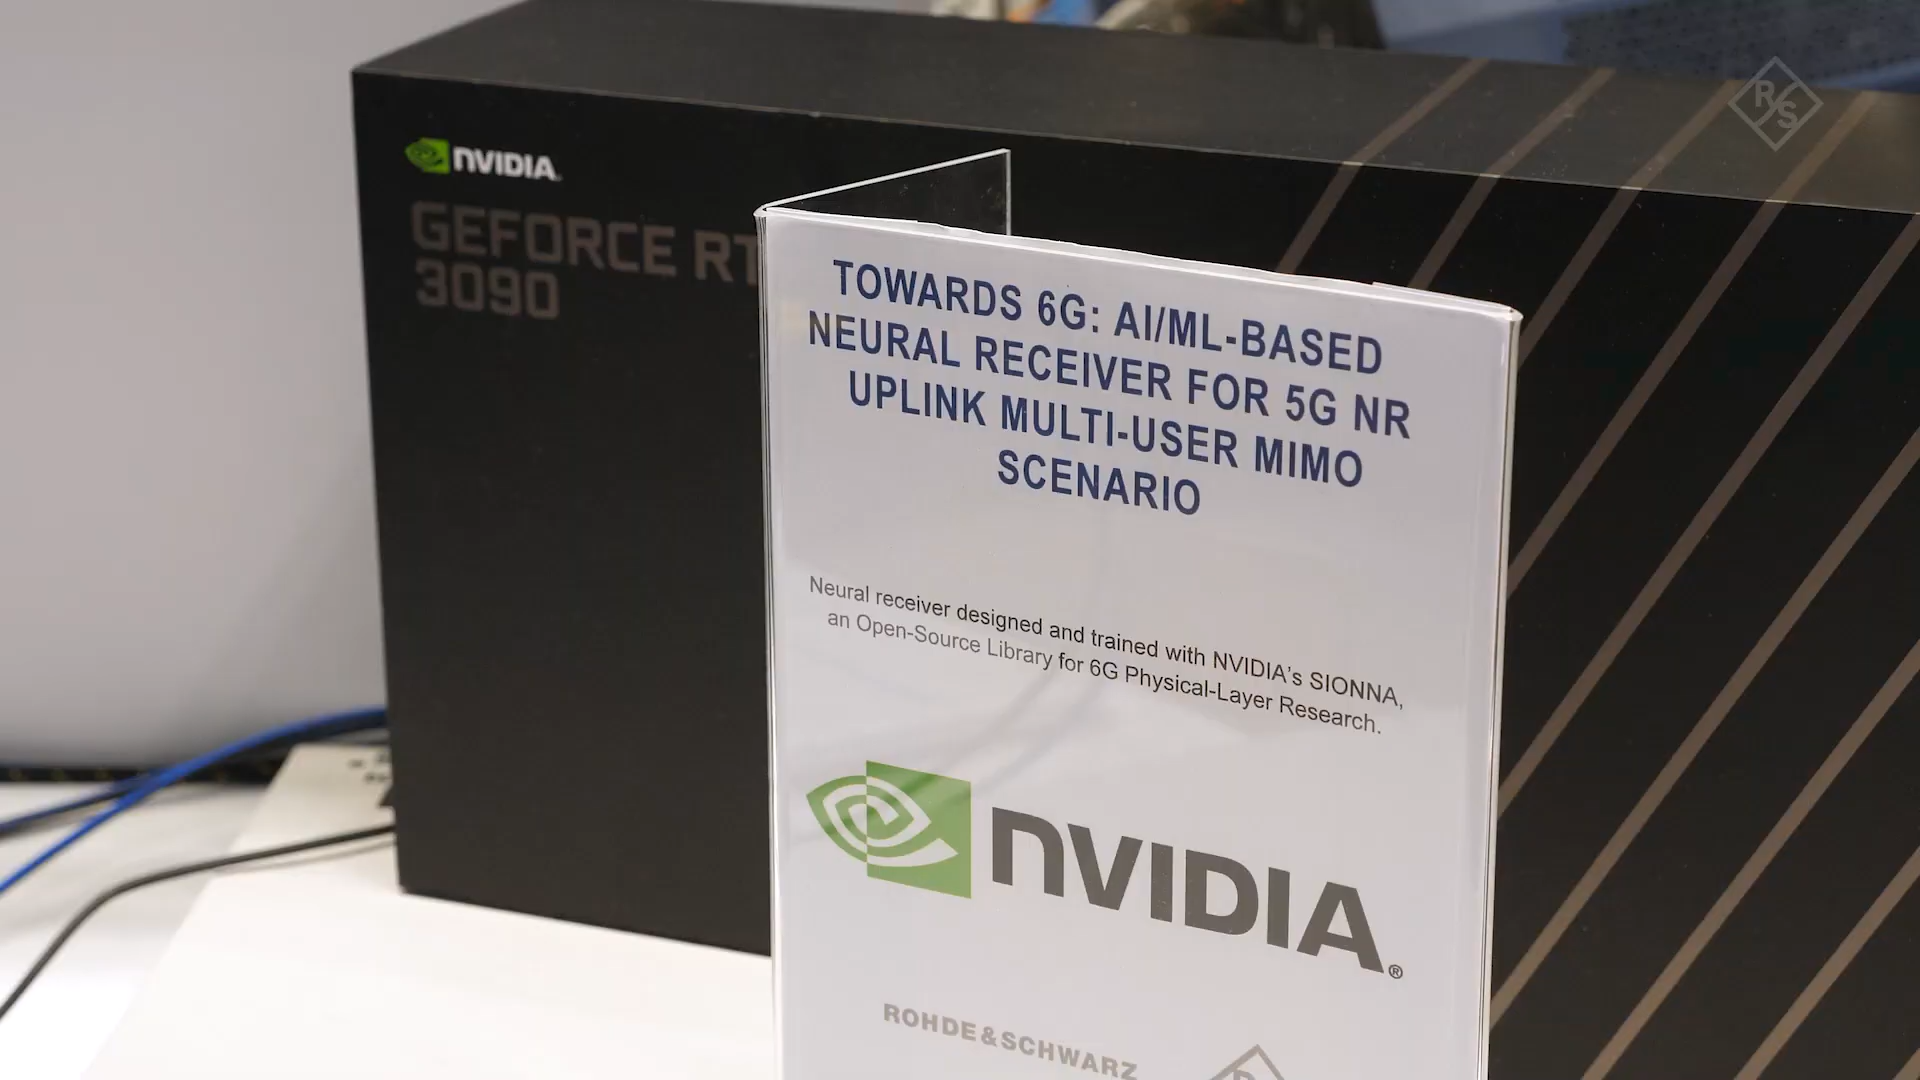 NVIDIA
GEFORCE RT
3090
R S
TOWARDS 6G: AI/ML-BASED
NEURAL RECEIVER FOR 5G NR
UPLINK MULTI-USER MIMO
SCENARIO
Neural receiver designed and trained with NVIDIA's SIONNA,
an Open-Source Library for 6G Physical-Layer Research.
NVIDIA®
ROHDE&SCHWARZ
R